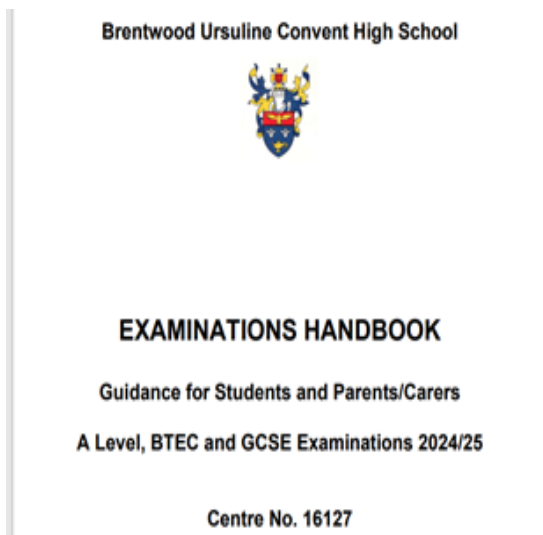 Brentwood Ursuline Convent High School
EXAMINATIONS HANDBOOK
Guidance for Students and Parents/Carers
A Level, BTEC and GCSE Examinations 2024/25
Centre No. 16127